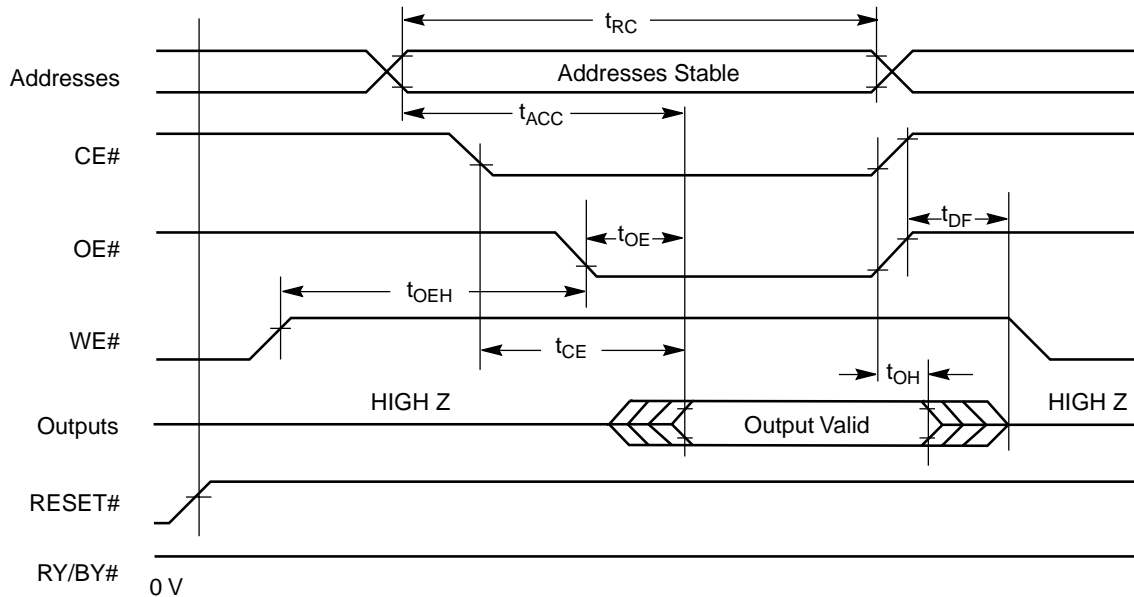 tRC
Addresses
Addresses Stable
tACC
CE#
tDF
tOE
OE#
tOEH
WE#
tCE
tOH
HIGH Z
HIGH Z
Outputs
Output Valid
RESET#
RY/BY#
0 V